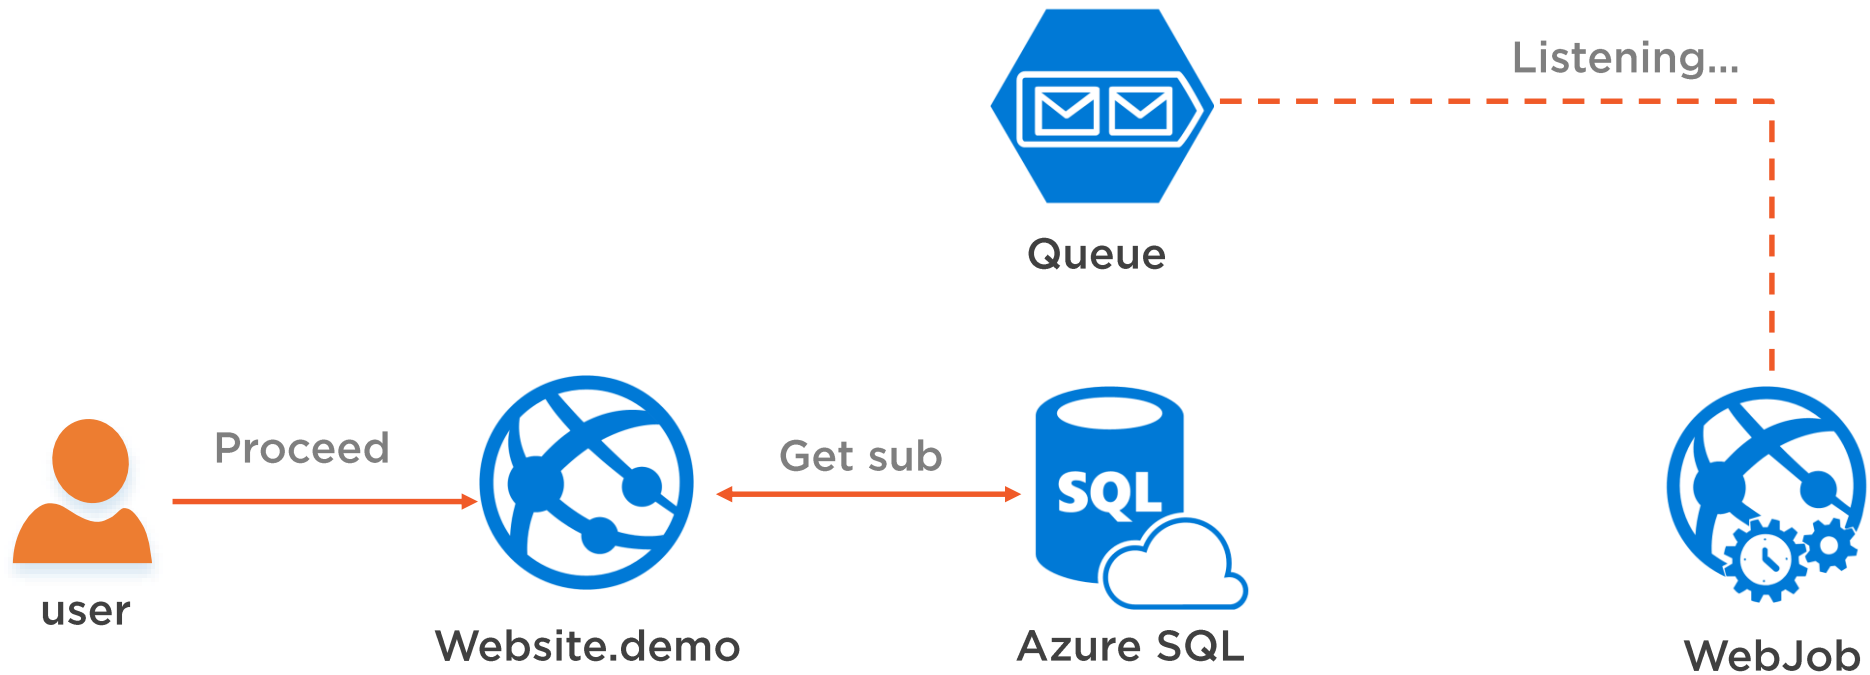 Listening...
Queue
Proceed
Get sub
SQL
user
Website.demo
Azure SQL
WebJob